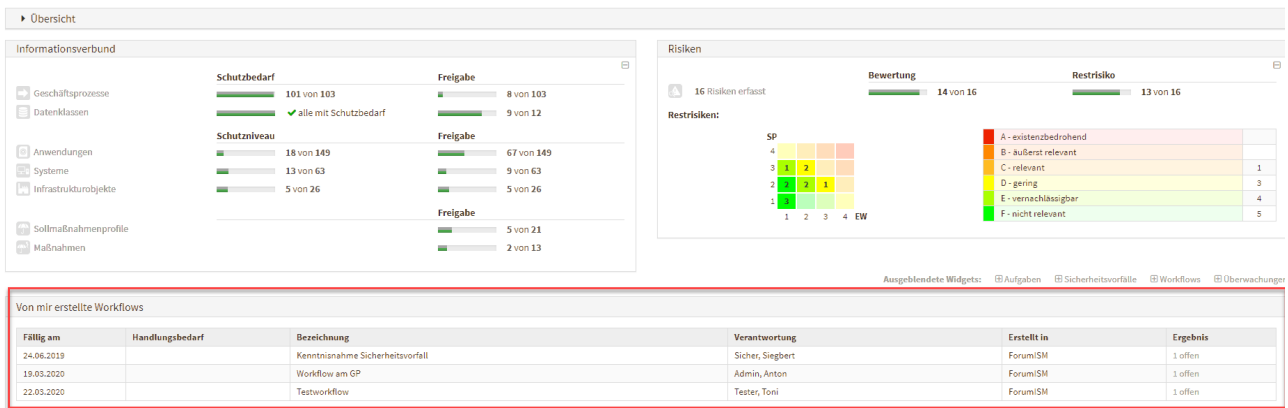 Übersicht
Informationsverbund
Schutzbedarf Freigabe
Geschäftsprozesse 101 von 103 8 von 103
Datenklassen alle mit Schutzbedarf 9 von 12
Schutzniveau Freigabe
Anwendungen 18 von 149 67 von 149
Systeme 13 von 63 9 von 63
Infrastrukturobjekte 5 von 26 5 von 26
Freigabe
Sollmaßnahmenprofile 5 von 21
Maßnahmen 2 von 13
Risiken
Bewertung Restrisiko
16 Risiken erfasst 14 von 16 13 von 16
Restrisiken:
SP
4
3 1 2
2 2 2 1
1 3
1 2 3 4 EW
A - existenzbedrohend
B - äußerst relevant
C - relevant 1
D - gering 3
E - vernachlässigbar 4
F - nicht relevant 5
Ausgeblendete Widgets: Aufgaben Sicherheitsvorfälle Workflows Überwachungen
Von mir erstellte Workflows
Fällig am Handlungsbedarf Bezeichnung Verantwortung Erstellt in Ergebnis
24.06.2019 Kenntnisnahme Sicherheitsvorfall Sicher, Siegbert ForumISM 1 offen
19.03.2020 Workflow am GP Admin, Anton ForumISM 1 offen
22.03.2020 Testworkflow Tester, Toni ForumISM 1 offen